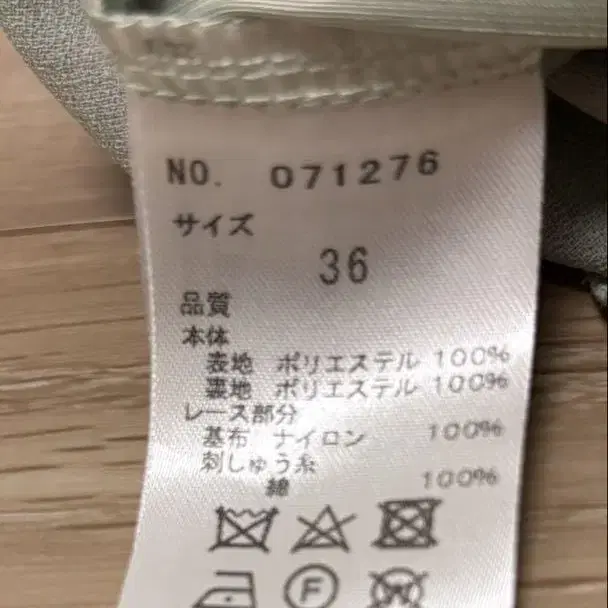 NO. 071276
サイズ
36
品質
本体
表地 ポリエステル 100%
裏地 ポリエステル 100%
レース部分
基布 ナイロン 100%
刺しゅう糸
綿 100%
F
W